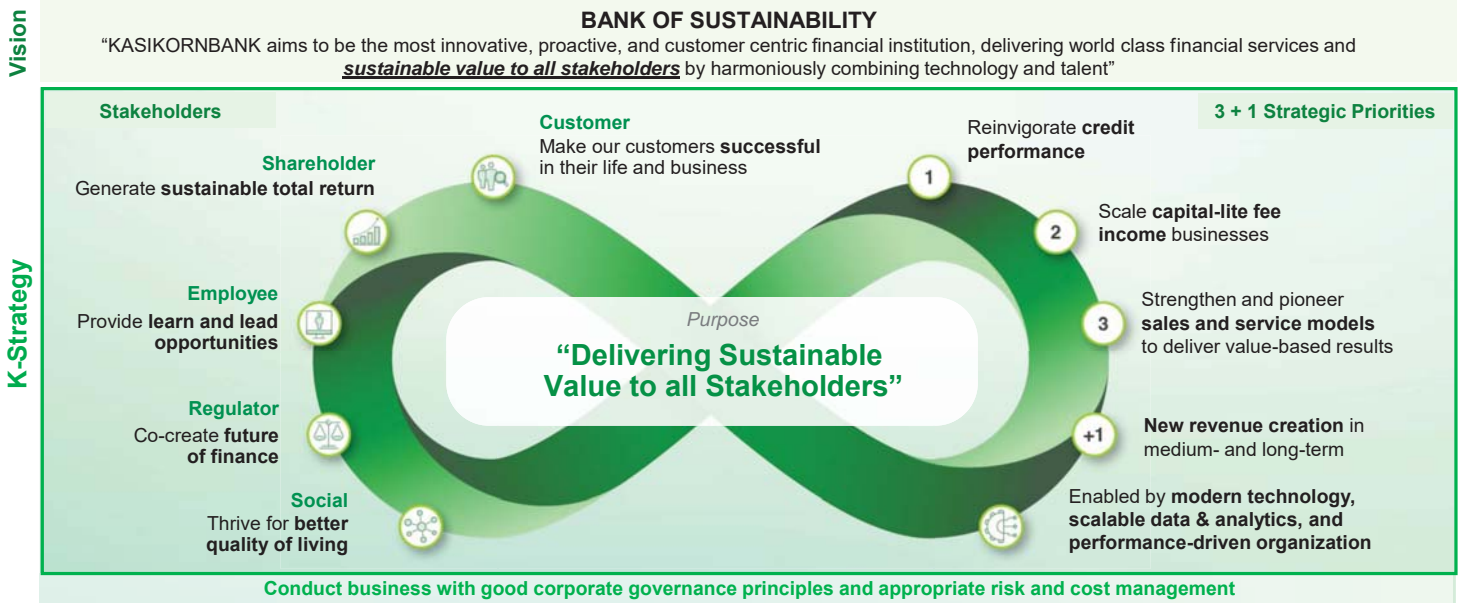 Vision
BANK OF SUSTAINABILITY
“KASIKORNBANK aims to be the most innovative, proactive, and customer centric financial institution, delivering world class financial services and
sustainable value to all stakeholders by harmoniously combining technology and talent”
K-Strategy
Stakeholders
Customer
Make our customers successful
in their life and business
Shareholder
Generate sustainable total return
Employee
Provide learn and lead
opportunities
Regulator
Co-create future
of finance
Social
Thrive for better
quality of living
Purpose
“Delivering Sustainable
Value to all Stakeholders”
3 + 1 Strategic Priorities
1
Reinvigorate credit
performance
2
Scale capital-lite fee
income businesses
3
Strengthen and pioneer
sales and service models
to deliver value-based results
+1
New revenue creation in
medium- and long-term
Enabled by modern technology,
scalable data & analytics, and
performance-driven organization
Conduct business with good corporate governance principles and appropriate risk and cost management